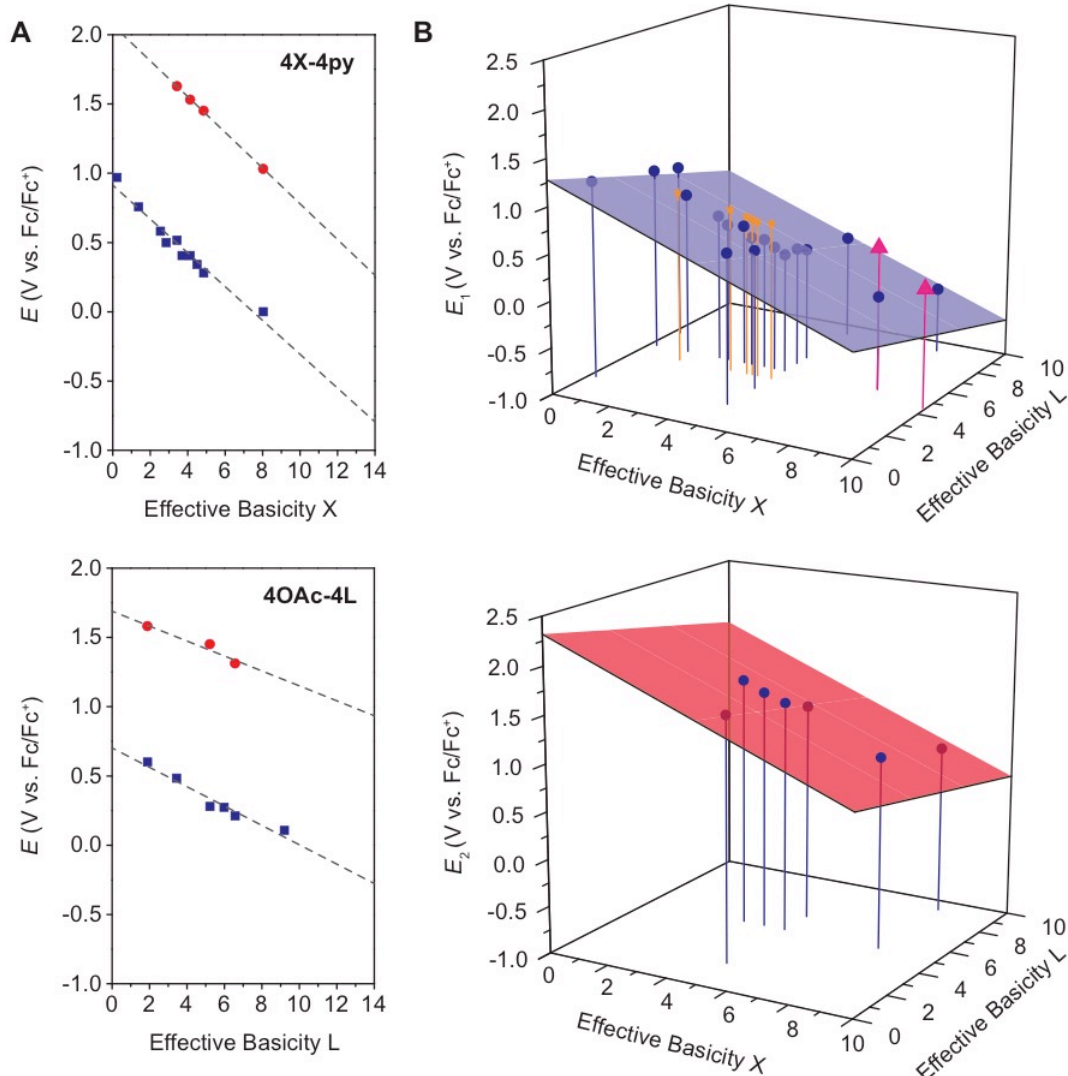 A
4X-4py
2.0
1.5
1.0
0.5
0.0
-0.5
-1.0
E (V vs. Fc/Fc⁺)
0 2 4 6 8 10 12 14
Effective Basicity X
4OAc-4L
2.0
1.5
1.0
0.5
0.0
-0.5
-1.0
E (V vs. Fc/Fc⁺)
0 2 4 6 8 10 12 14
Effective Basicity L
B
2.5
2.0
1.5
1.0
0.5
0.0
-0.5
-1.0
E₁ (V vs. Fc/Fc⁺)
0 2 4 6 8 10
Effective Basicity X
0 2 4 6 8 10
Effective Basicity L
2.5
2.0
1.5
1.0
0.5
0.0
-0.5
-1.0
E₂ (V vs. Fc/Fc⁺)
0 2 4 6 8 10
Effective Basicity X
0 2 4 6 8 10
Effective Basicity L